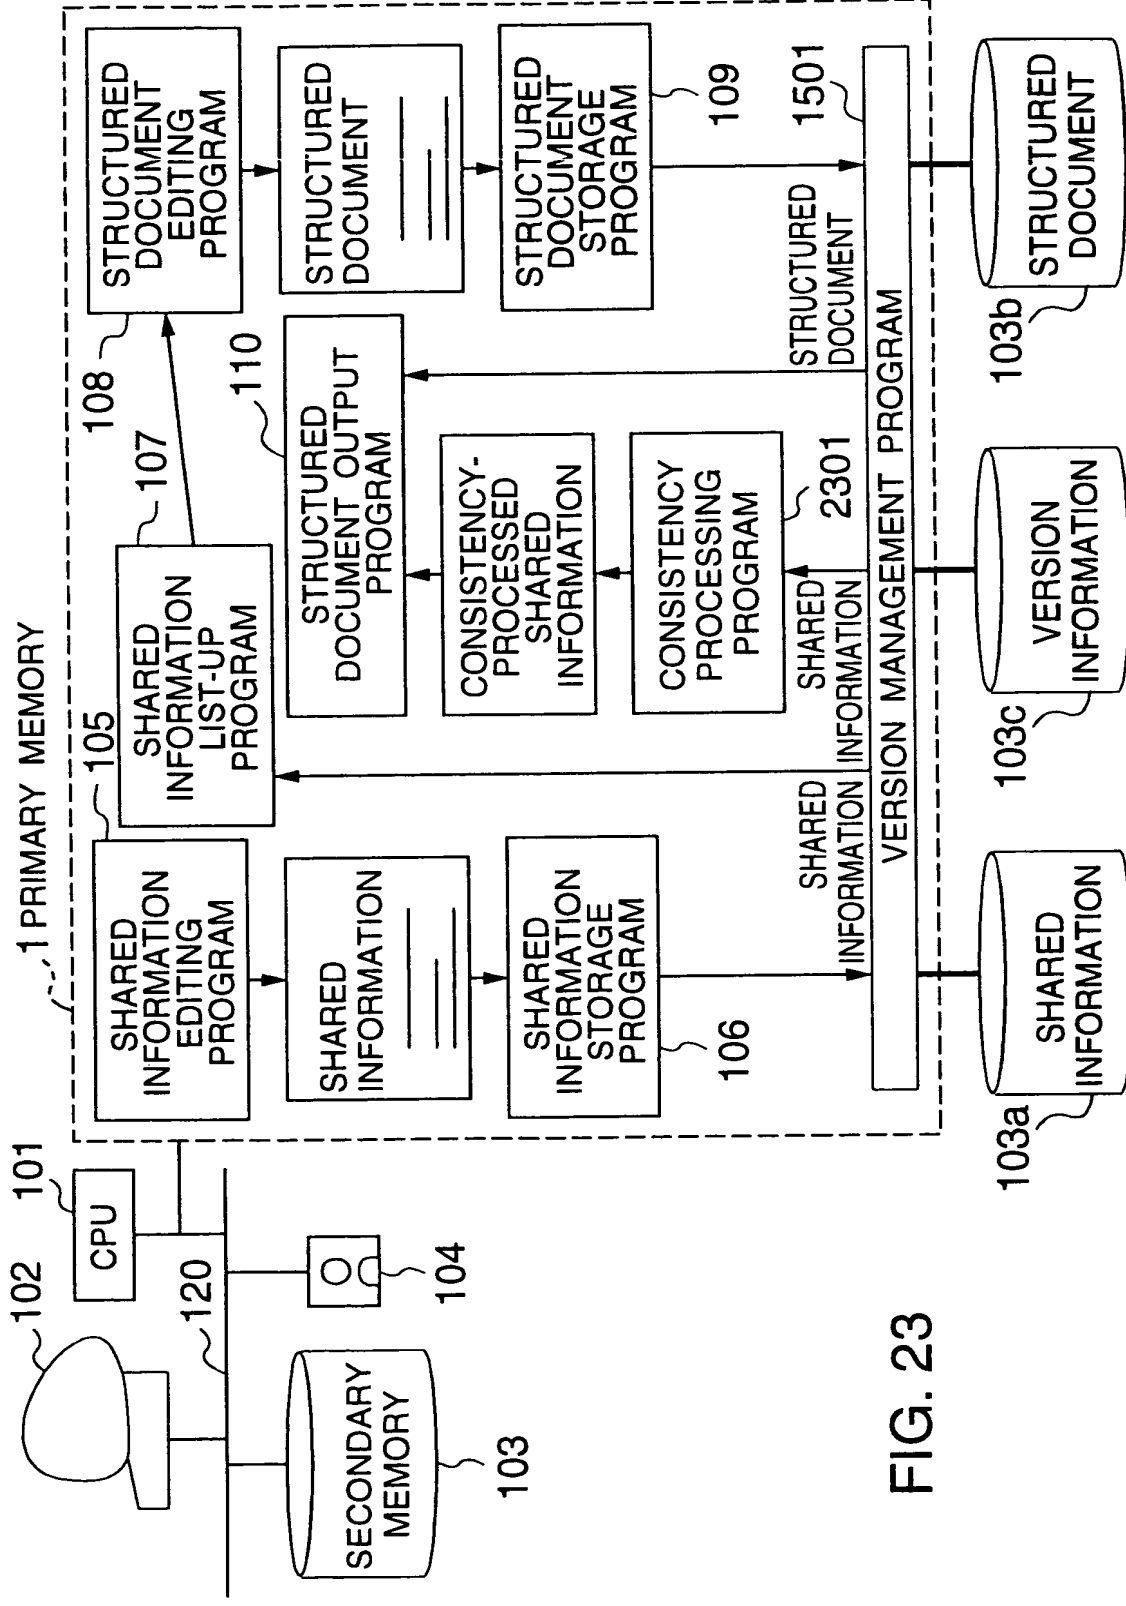 1 PRIMARY MEMORY
102
101
CPU
120
SECONDARY
MEMORY
103
104
105
SHARED
INFORMATION
EDITING
PROGRAM
SHARED
INFORMATION
SHARED
INFORMATION
STORAGE
PROGRAM
106
107
SHARED
INFORMATION
LIST-UP
PROGRAM
110
STRUCTURED
DOCUMENT OUTPUT
PROGRAM
CONSISTENCY-
PROCESSED
SHARED
INFORMATION
CONSISTENCY
PROCESSING
PROGRAM
2301
108
STRUCTURED
DOCUMENT
EDITING
PROGRAM
STRUCTURED
DOCUMENT
STRUCTURED
DOCUMENT
STORAGE
PROGRAM
109
SHARED
INFORMATION
SHARED
INFORMATION
STRUCTURED
DOCUMENT
1501
VERSION MANAGEMENT PROGRAM
103a
SHARED
INFORMATION
103c
VERSION
INFORMATION
103b
STRUCTURED
DOCUMENT
FIG. 23